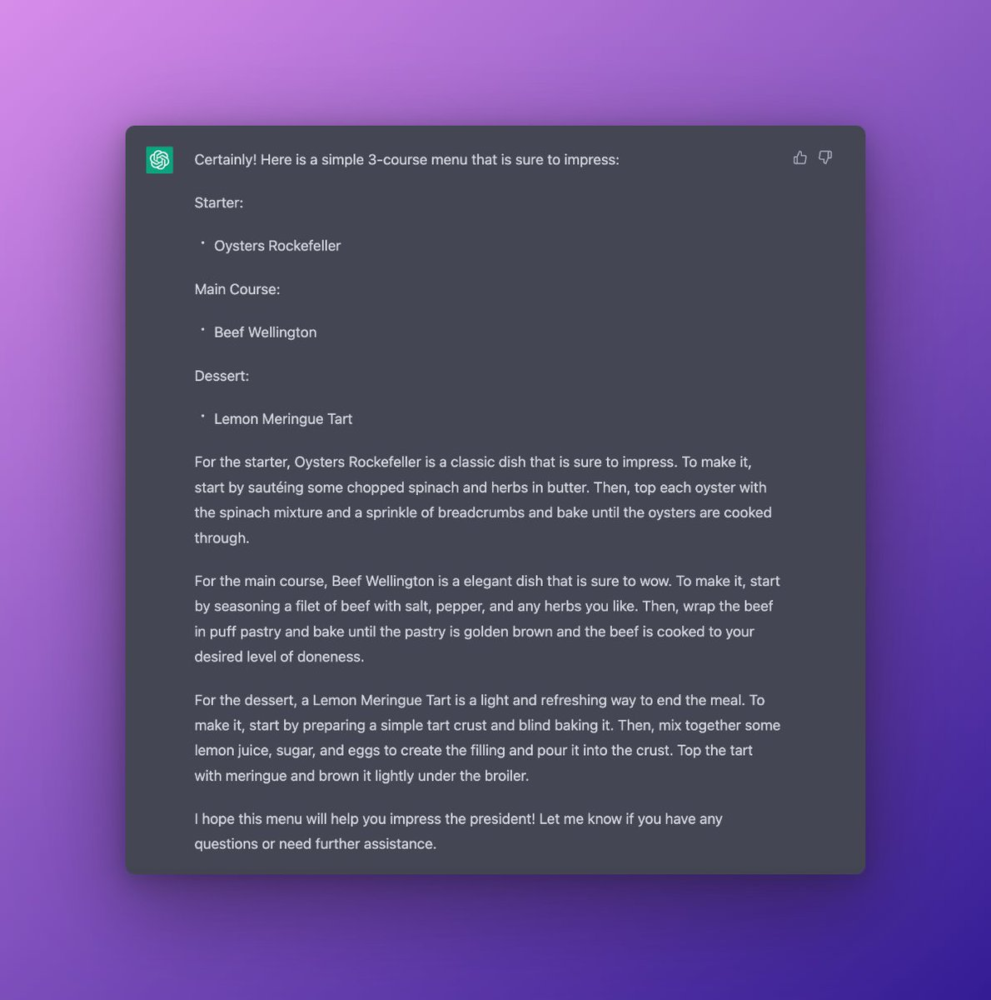 Certainly! Here is a simple 3-course menu that is sure to impress:
Starter:
• Oysters Rockefeller
Main Course:
• Beef Wellington
Dessert:
• Lemon Meringue Tart
For the starter, Oysters Rockefeller is a classic dish that is sure to impress. To make it,
start by sautéing some chopped spinach and herbs in butter. Then, top each oyster with
the spinach mixture and a sprinkle of breadcrumbs and bake until the oysters are cooked
through.
For the main course, Beef Wellington is a elegant dish that is sure to wow. To make it, start
by seasoning a filet of beef with salt, pepper, and any herbs you like. Then, wrap the beef
in puff pastry and bake until the pastry is golden brown and the beef is cooked to your
desired level of doneness.
For the dessert, a Lemon Meringue Tart is a light and refreshing way to end the meal. To
make it, start by preparing a simple tart crust and blind baking it. Then, mix together some
lemon juice, sugar, and eggs to create the filling and pour it into the crust. Top the tart
with meringue and brown it lightly under the broiler.
I hope this menu will help you impress the president! Let me know if you have any
questions or need further assistance.